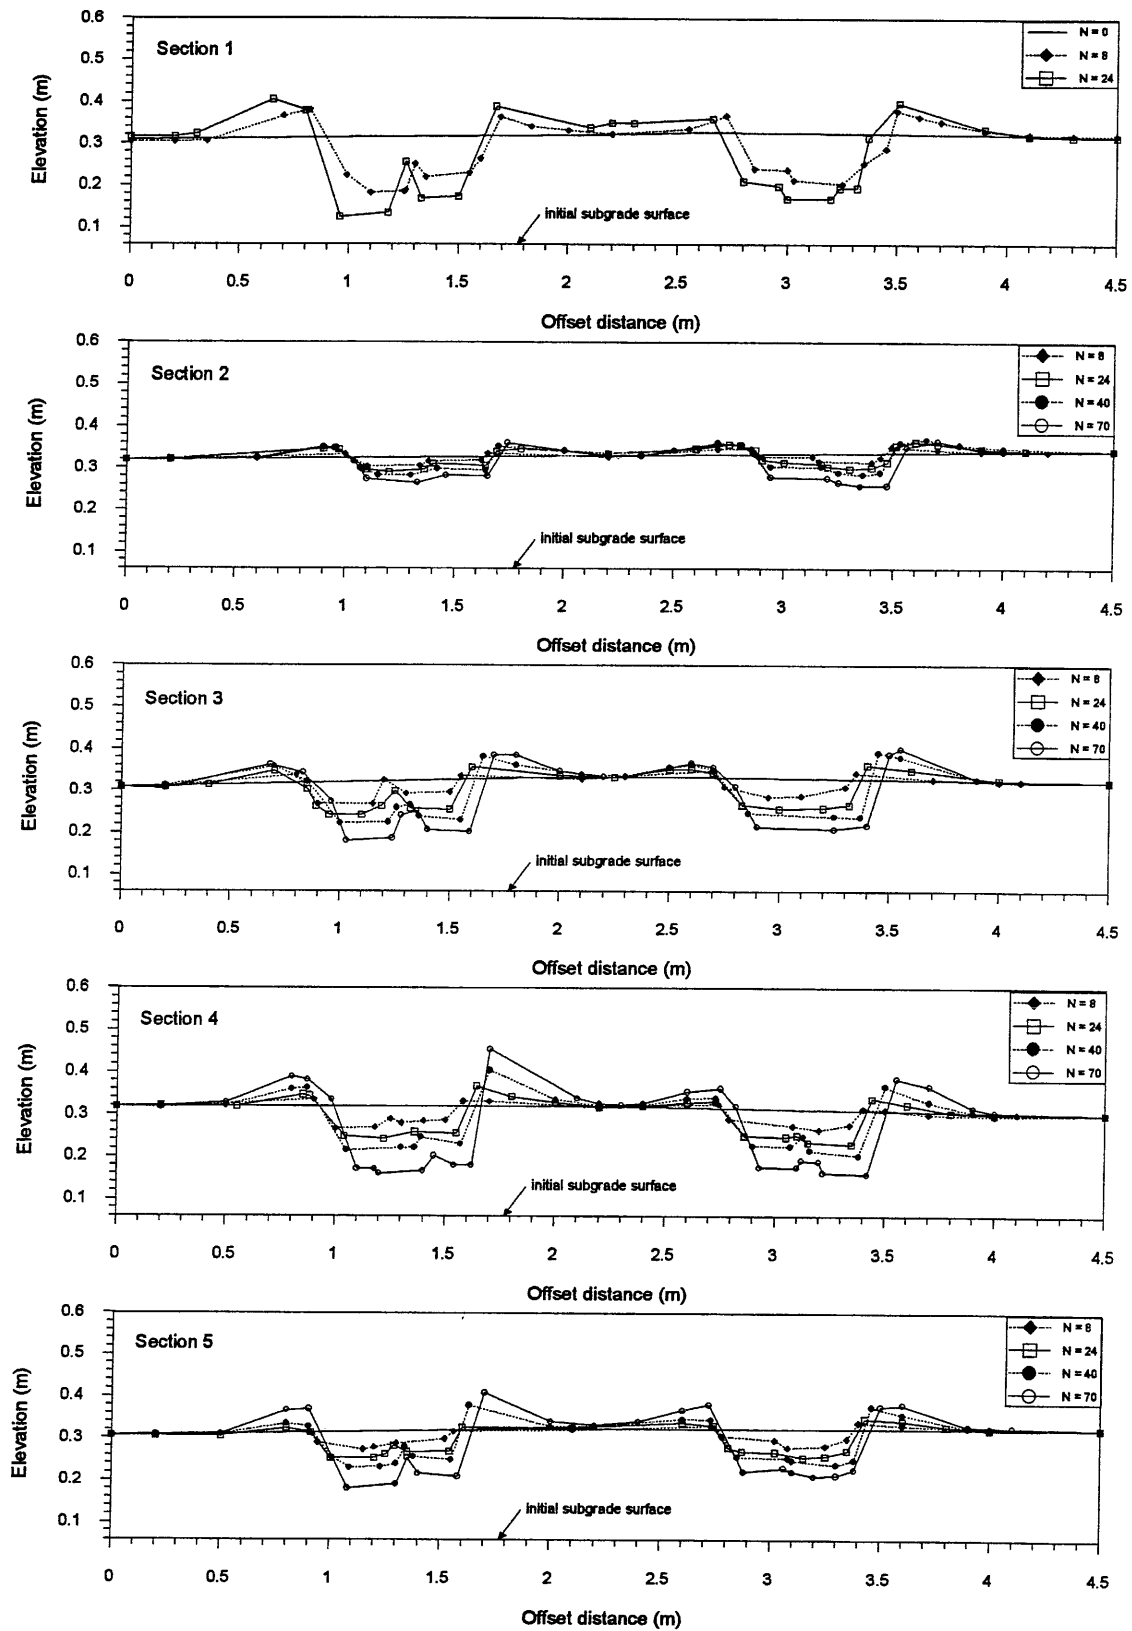 Section 1
N = 0
N = 8
N = 24
Elevation (m)
0.6
0.5
0.4
0.3
0.2
0.1
initial subgrade surface
0 0.5 1 1.5 2 2.5 3 3.5 4 4.5
Offset distance (m)
Section 2
N = 8
N = 24
N = 40
N = 70
Elevation (m)
0.6
0.5
0.4
0.3
0.2
0.1
initial subgrade surface
0 0.5 1 1.5 2 2.5 3 3.5 4 4.5
Offset distance (m)
Section 3
N = 8
N = 24
N = 40
N = 70
Elevation (m)
0.6
0.5
0.4
0.3
0.2
0.1
initial subgrade surface
0 0.5 1 1.5 2 2.5 3 3.5 4 4.5
Offset distance (m)
Section 4
N = 8
N = 24
N = 40
N = 70
Elevation (m)
0.6
0.5
0.4
0.3
0.2
0.1
initial subgrade surface
0 0.5 1 1.5 2 2.5 3 3.5 4 4.5
Offset distance (m)
Section 5
N = 8
N = 24
N = 40
N = 70
Elevation (m)
0.6
0.5
0.4
0.3
0.2
0.1
initial subgrade surface
0 0.5 1 1.5 2 2.5 3 3.5 4 4.5
Offset distance (m)